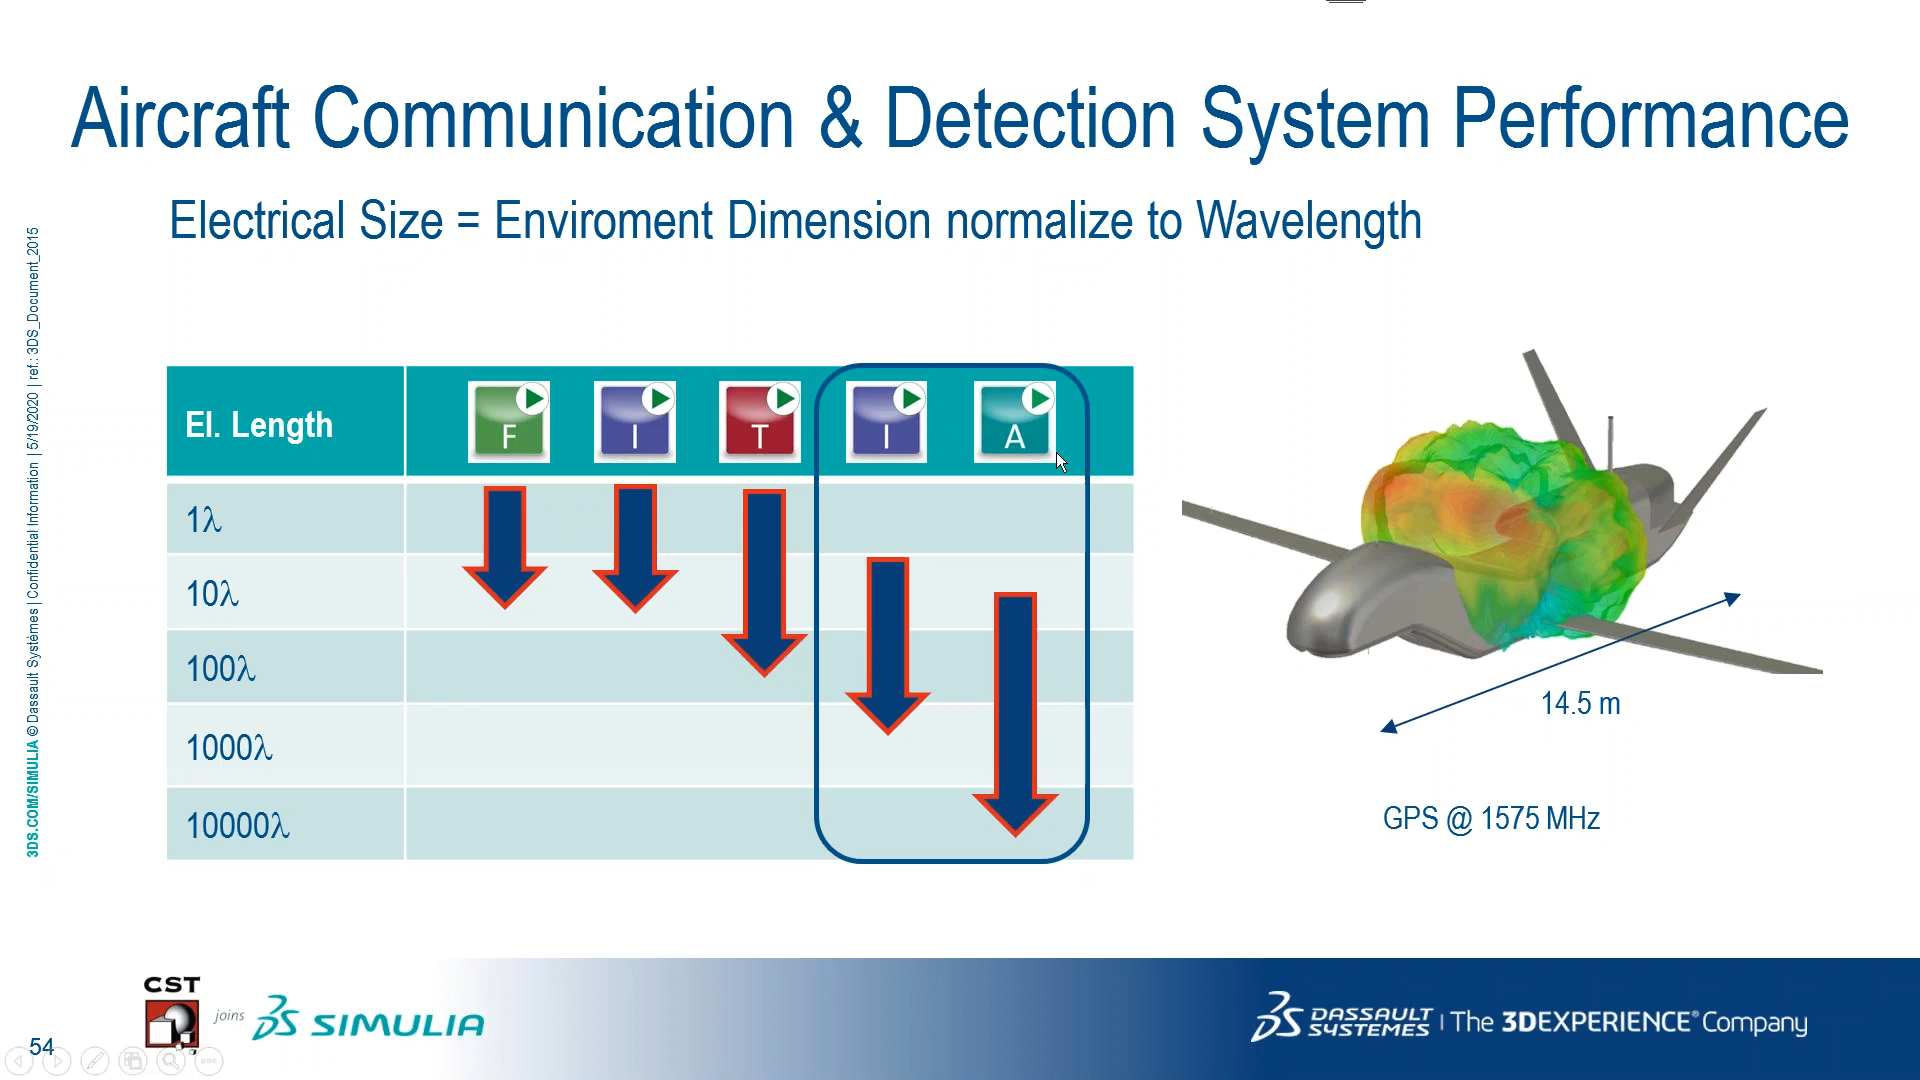 Aircraft Communication & Detection System Performance
Electrical Size = Enviroment Dimension normalize to Wavelength
3DS.COM/SIMULIA © Dassault Systèmes | Confidential Information | 5/19/2020 | ref.: 3DS_Document_2015
El. Length F I T I A
1λ
10λ
100λ
1000λ
10000λ
14.5 m
GPS @ 1575 MHz
CST
joins
SIMULIA
DASSAULT
SYSTEMES
The 3DEXPERIENCE® Company
54